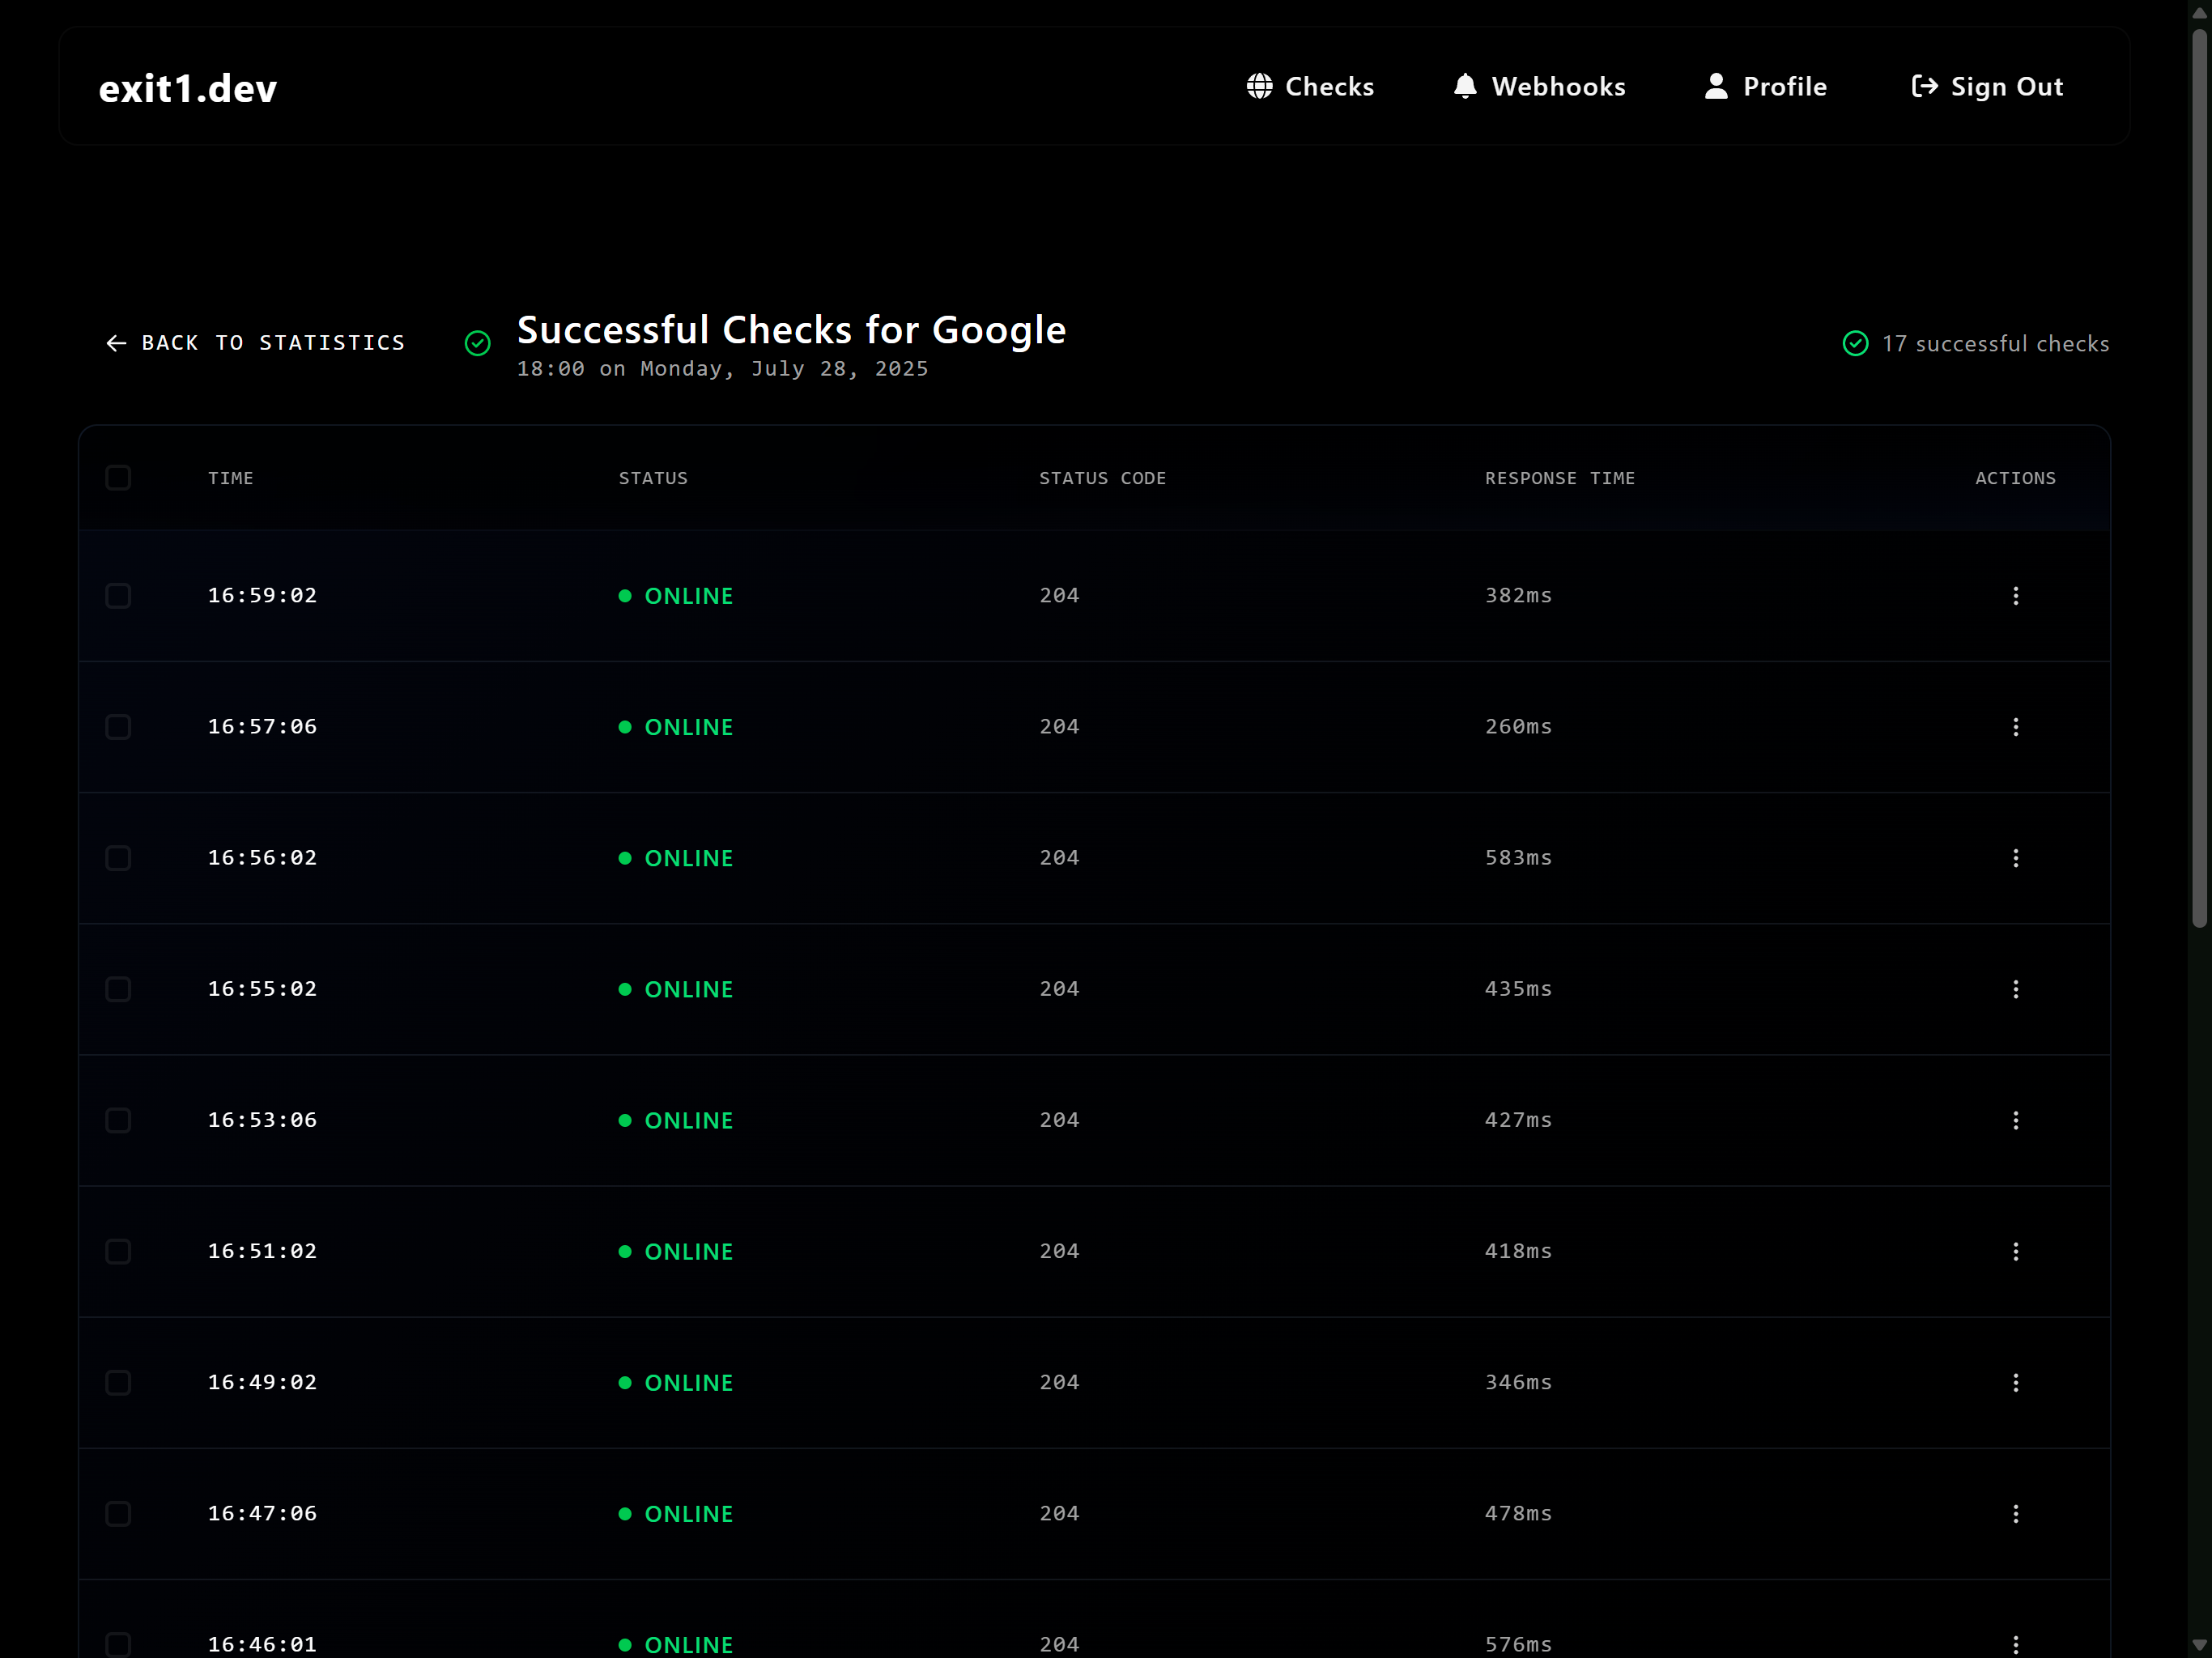 exit1.dev
Checks
Webhooks
Profile
Sign Out
BACK TO STATISTICS
Successful Checks for Google
18:00 on Monday, July 28, 2025
17 successful checks
TIME STATUS STATUS CODE RESPONSE TIME ACTIONS
16:59:02 ONLINE 204 382ms
16:57:06 ONLINE 204 260ms
16:56:02 ONLINE 204 583ms
16:55:02 ONLINE 204 435ms
16:53:06 ONLINE 204 427ms
16:51:02 ONLINE 204 418ms
16:49:02 ONLINE 204 346ms
16:47:06 ONLINE 204 478ms
16:46:01 ONLINE 204 576ms